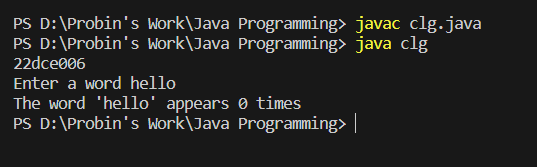 PS D:\Probin's Work\Java Programming> javac clg.java
PS D:\Probin's Work\Java Programming> java clg
22dce006
Enter a word hello
The word 'hello' appears 0 times
PS D:\Probin's Work\Java Programming>